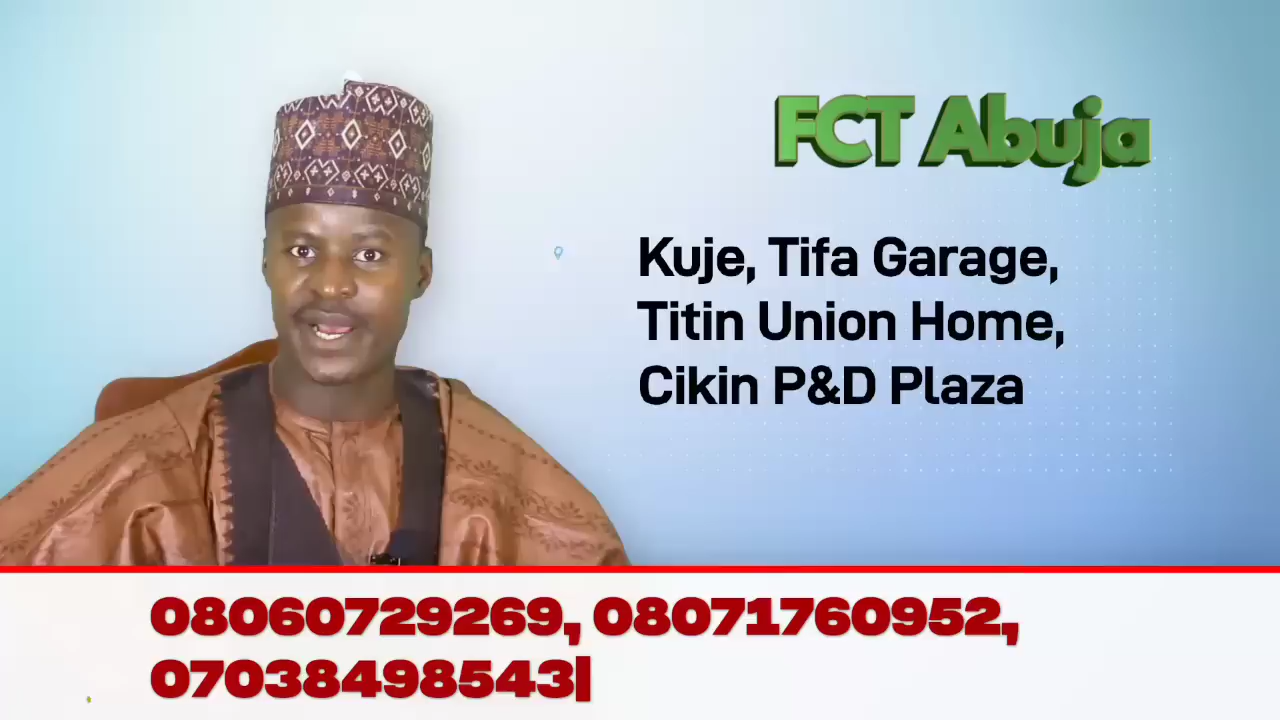 FCT Abuja
Kuje, Tifa Garage,
Titin Union Home,
Cikin P&D Plaza
08060729269, 08071760952,
07038498543